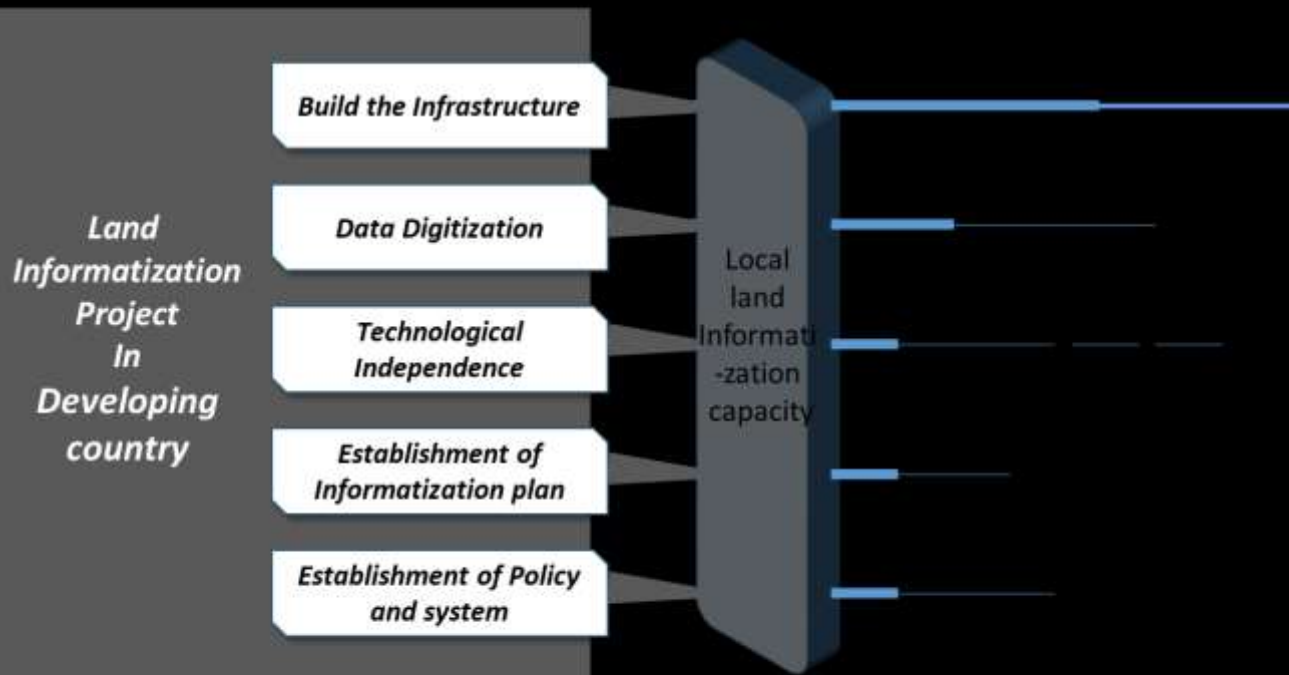 Land
Informatization
Project
In
Developing
country
Build the Infrastructure
Data Digitization
Technological
Independence
Establishment of
Informatization plan
Establishment of Policy
and system
Local
land
Informati
-zation
capacity